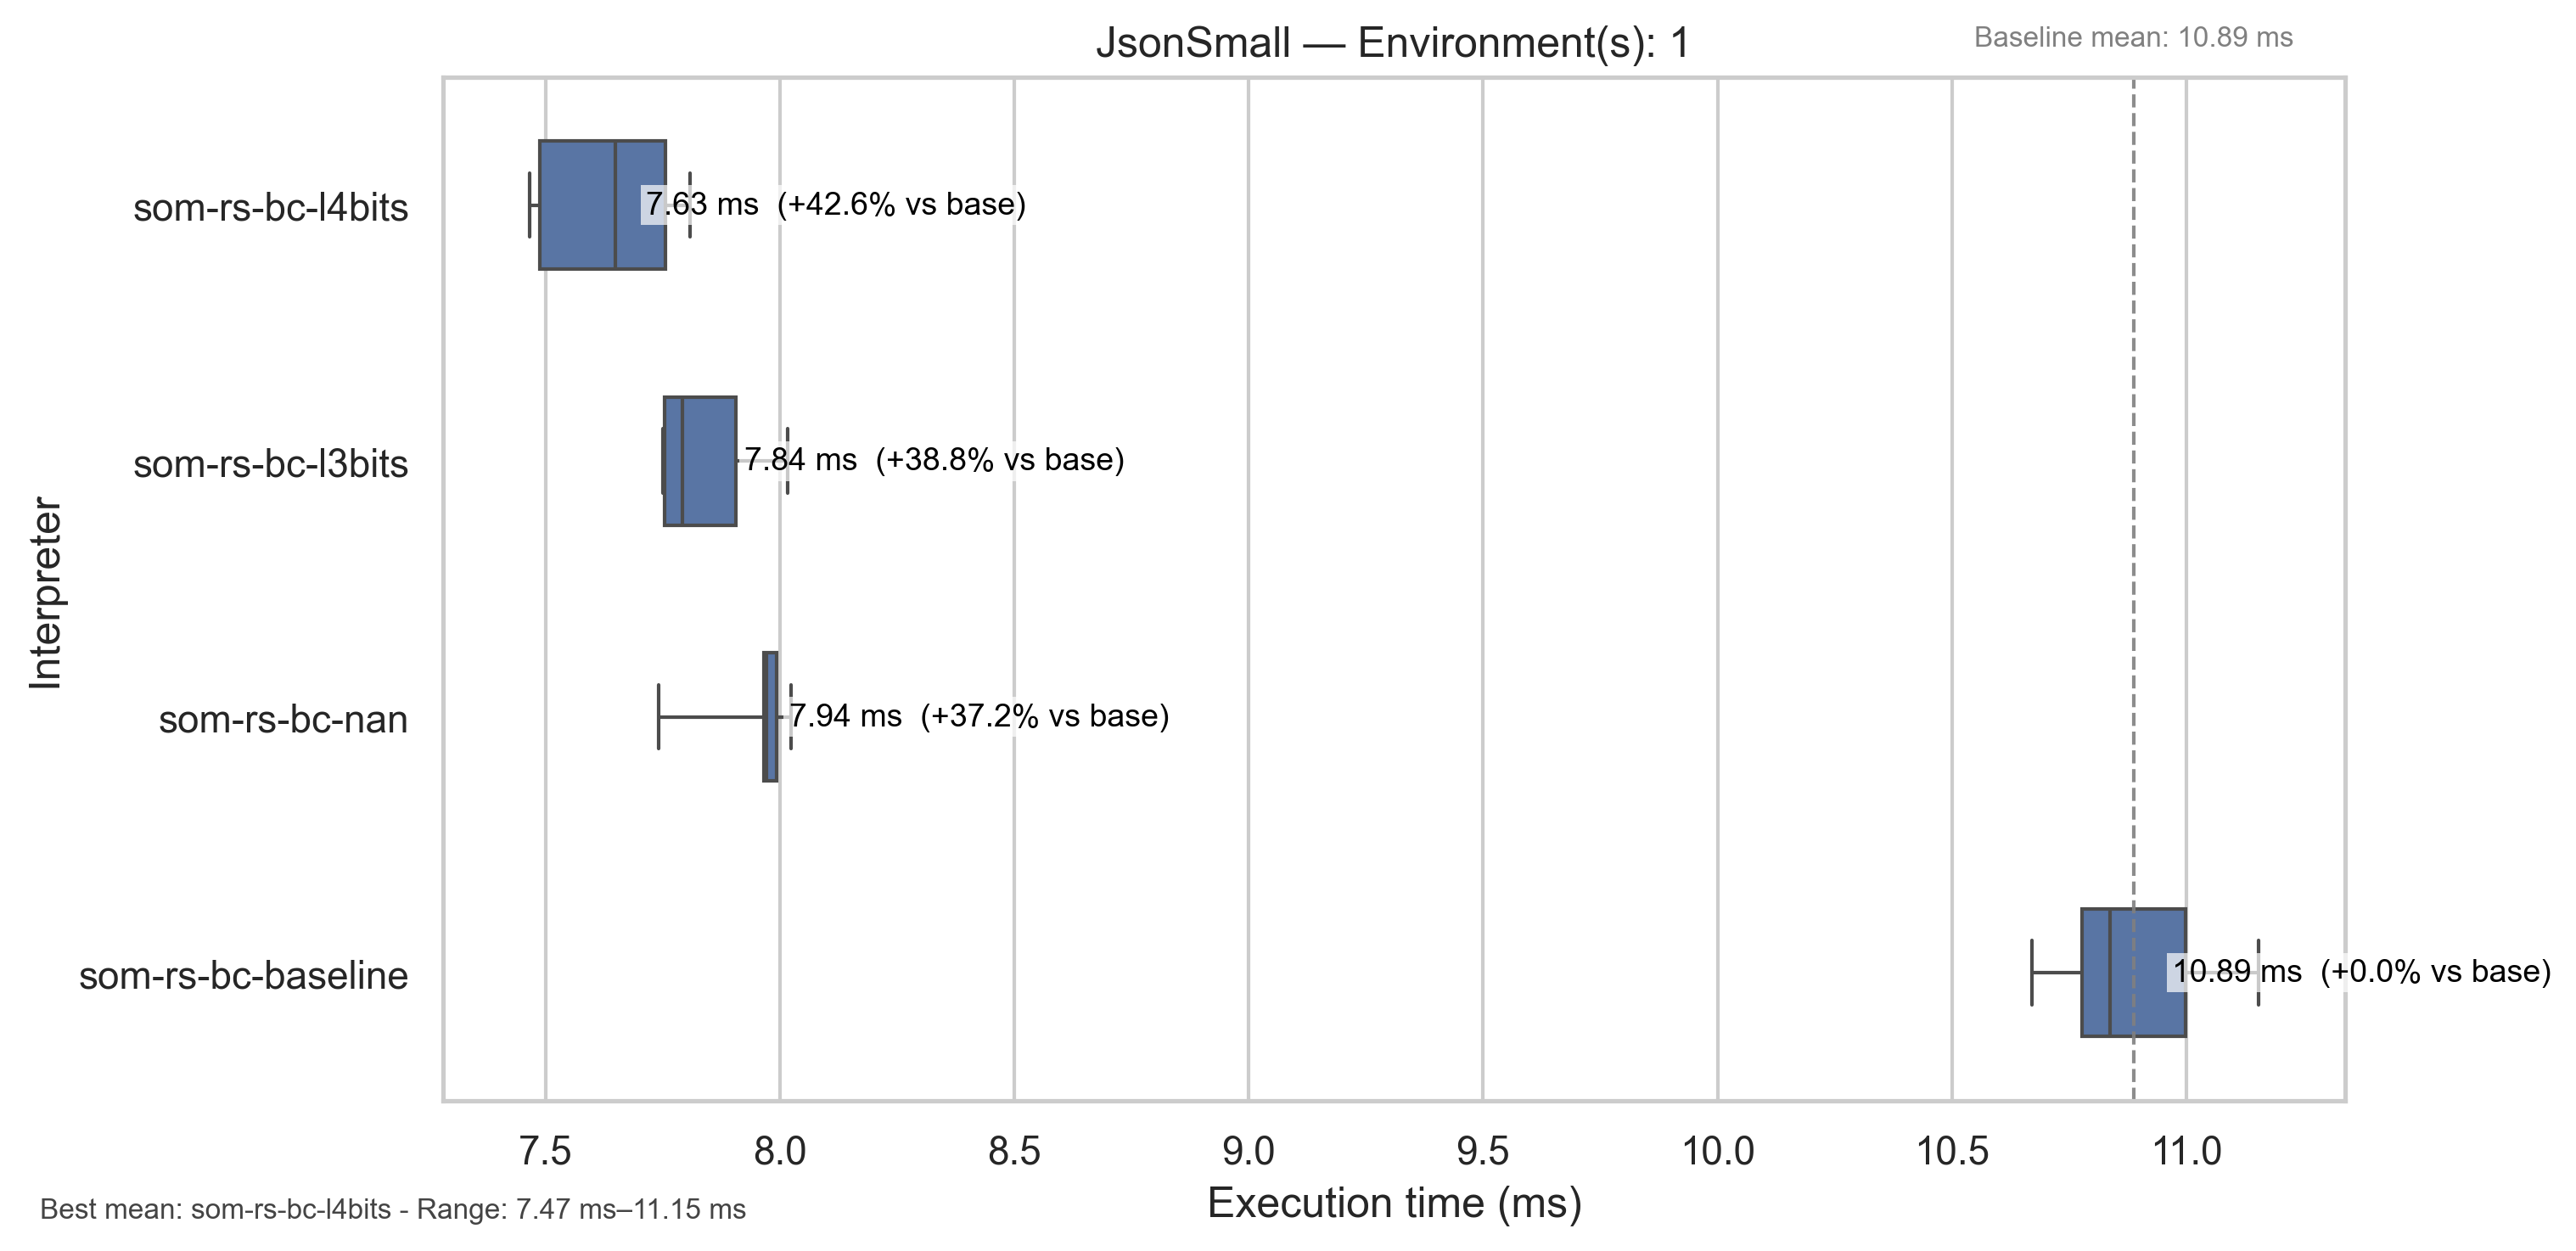 JsonSmall — Environment(s): 1
Baseline mean: 10.89 ms
Interpreter
som-rs-bc-l4bits
7.63 ms  (+42.6% vs base)
som-rs-bc-l3bits
7.84 ms  (+38.8% vs base)
som-rs-bc-nan
7.94 ms  (+37.2% vs base)
som-rs-bc-baseline
10.89 ms  (+0.0% vs base)
7.5 8.0 8.5 9.0 9.5 10.0 10.5 11.0
Execution time (ms)
Best mean: som-rs-bc-l4bits - Range: 7.47 ms–11.15 ms